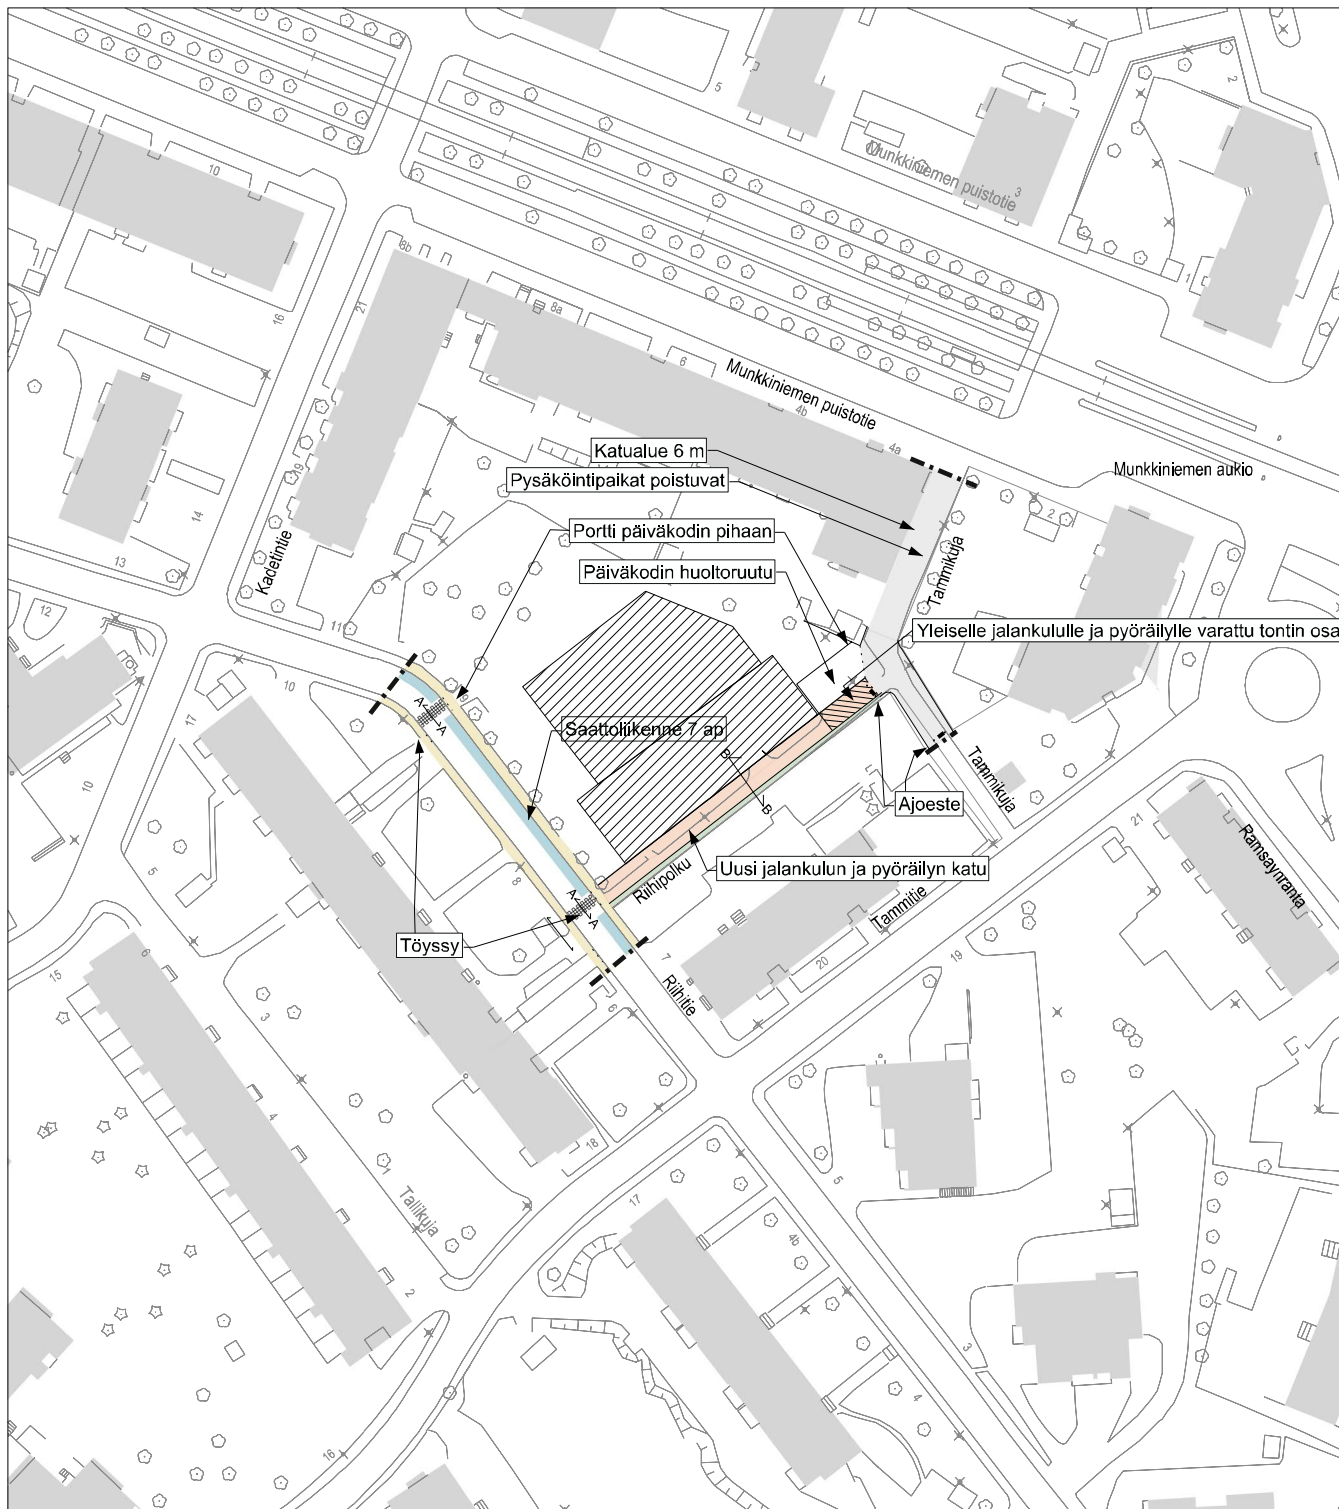 5
2
10
Munkkiniemen puistotie
3
8b
21
8a
16
6
1
Munkkiniemen puistotie
4b
4a
Katualue 6 m
Munkkiniemen aukio
Pysäköintipaikat poistuvat
19
14
2
Portti päiväkodin pihaan
Kadetintie
13
Päiväkodin huoltoruutu
Tammikuja
12
11
Yleiselle jalankululle ja pyöräilylle varattu tontin osa
10
9
A
A
17
Saattoliikenne 7 ap
B
Tammikuja
10
B
Ajoeste
21
Ramsaynranta
5
8
Uusi jalankulun ja pyöräilyn katu
Riihipolku
A
A
Tammitie
Töyssy
19
6
7
20
15
Riihitie
3
6
4
18
5
1
Tallikuja
17
4b
2
3
4
16